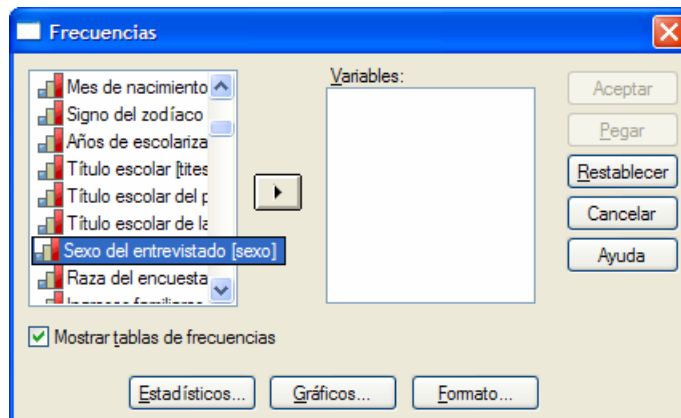 Frecuencias
Mes de nacimiento
Signo del zodíaco
Años de escolariza
Título escolar [tites
Título escolar del p
Título escolar de la
Sexo del entrevistado [sexo]
Raza del encuesta
Ingresos familiares
Variables:
Aceptar
Pegar
Restablecer
Cancelar
Ayuda
Mostrar tablas de frecuencias
Estadísticos...
Gráficos...
Formato...